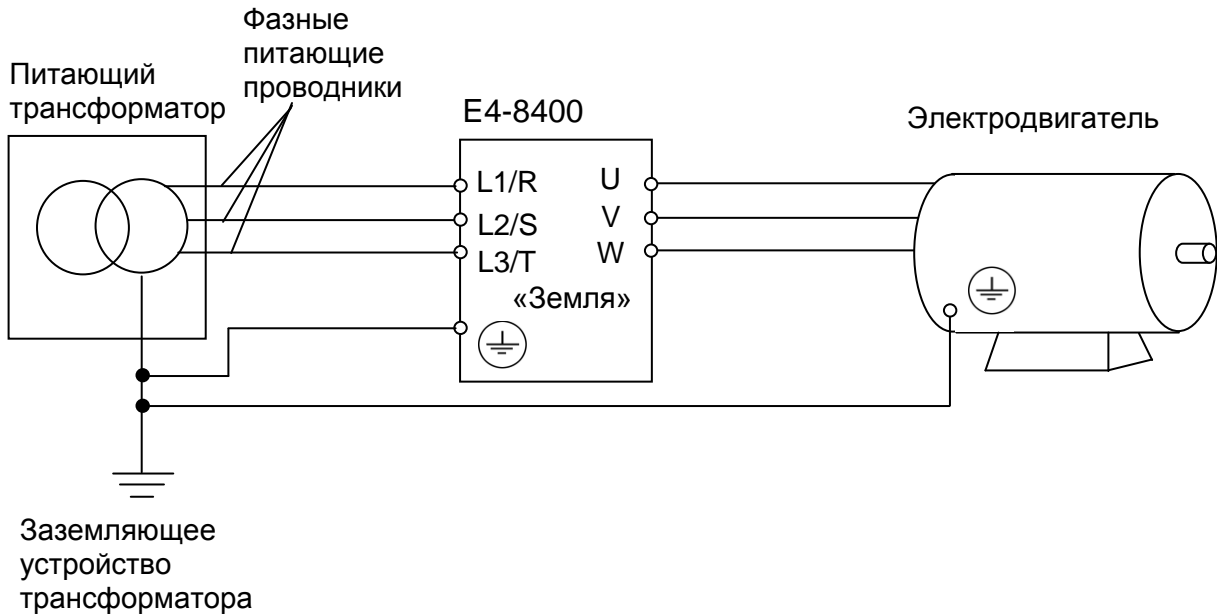 Фазные
питающие
проводники
Питающий
трансформатор
E4-8400
Электродвигатель
L1/R
U
L2/S
V
L3/T
W
«Земля»
Заземляющее
устройство
трансформатора